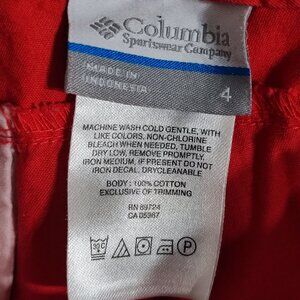 Columbia
Sportswear Company
MADE IN
INDONESIA
4
MACHINE WASH COLD GENTLE, WITH
LIKE COLORS, NON-CHLORINE
BLEACH WHEN NEEDED, TUMBLE
DRY LOW, REMOVE PROMPTLY,
IRON MEDIUM, IF PRESENT DO NOT
IRON DECAL, DRYCLEANABLE
BODY : 100% COTTON
EXCLUSIVE OF TRIMMING
RN 69724
CA 05367
P